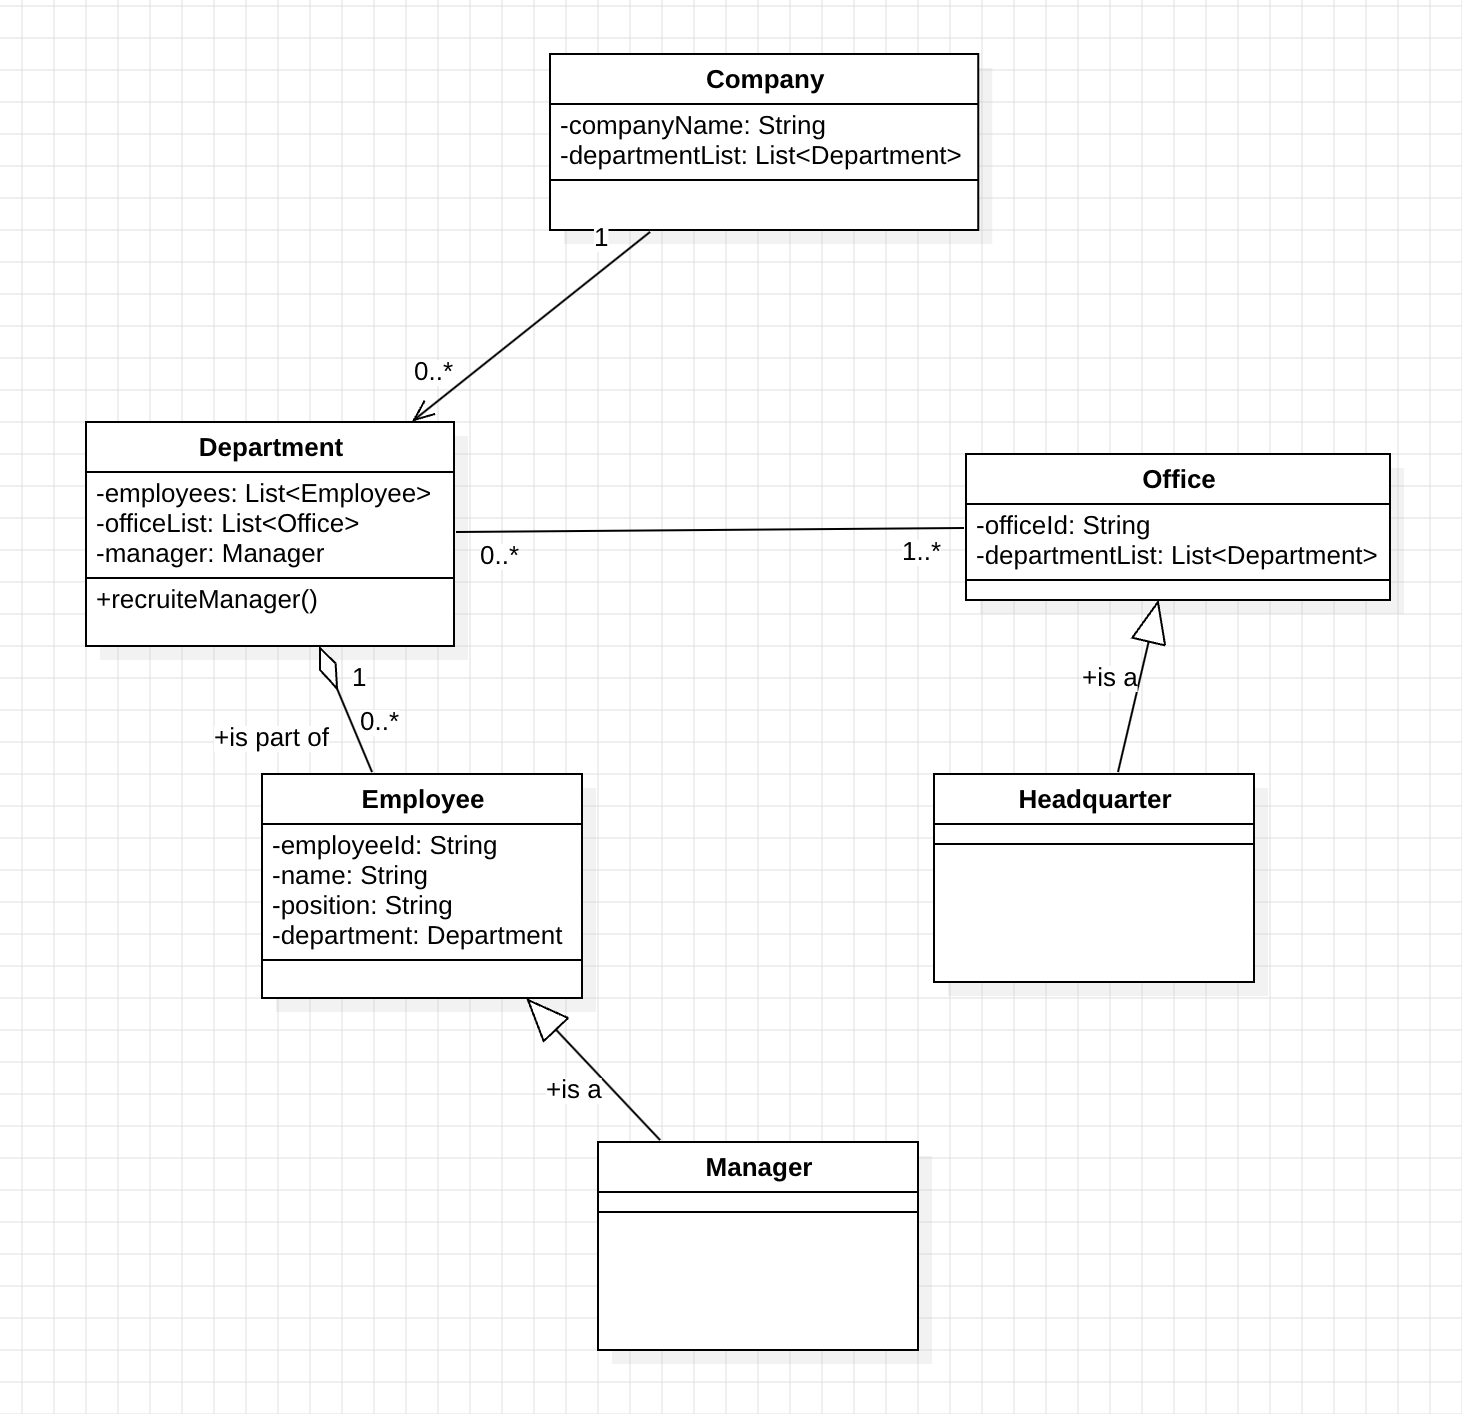 Company
-companyName: String
-departmentList: List<Department>
1
0..*
Department
-employees: List<Employee>
-officeList: List<Office>
-manager: Manager
+recruiteManager()
0..*
1..*
Office
-officeId: String
-departmentList: List<Department>
1
0..*
+is part of
+is a
Employee
-employeeId: String
-name: String
-position: String
-department: Department
Headquarter
+is a
Manager